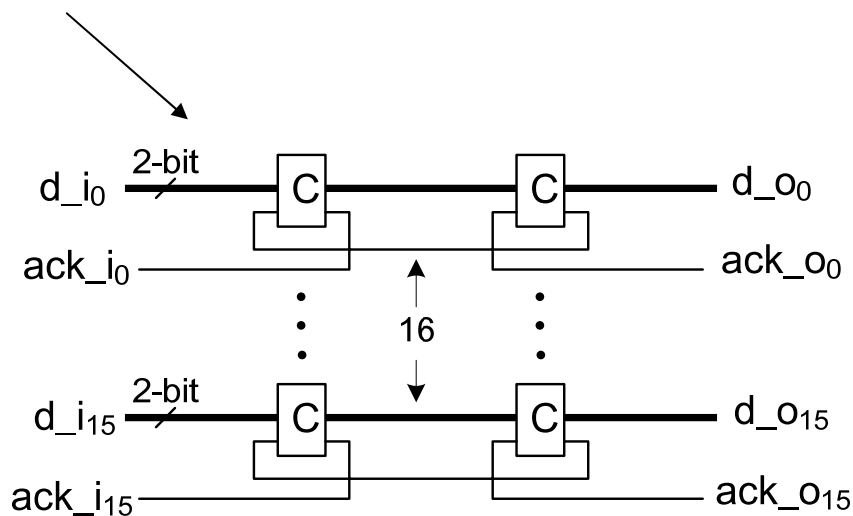 2-bit
d_i0 C C d_o0
ack_i0 ack_o0
16
2-bit
d_i15 C C d_o15
ack_i15 ack_o15